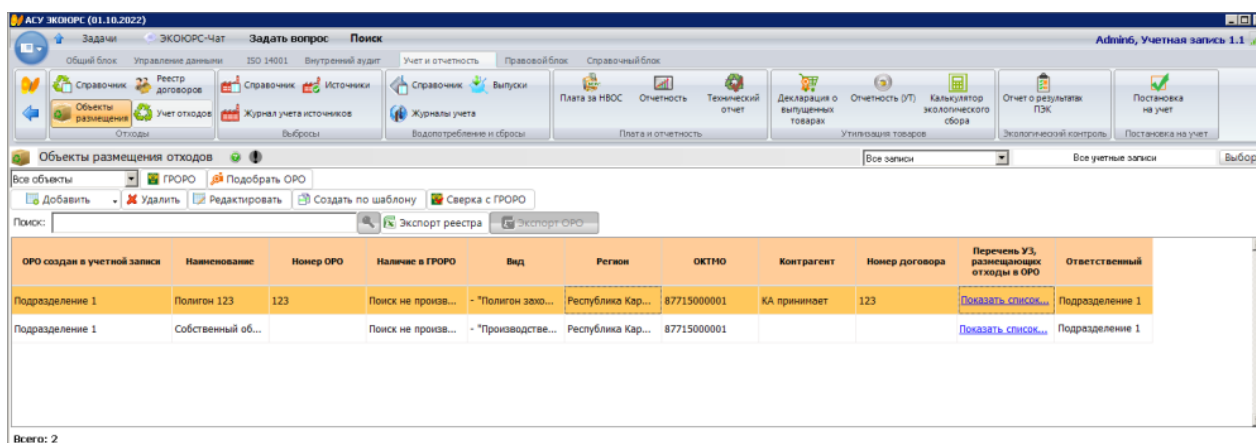 АСУ ЭКОЮРС (01.10.2022)
Задачи ЭКОЮРС-Чат Задать вопрос Поиск Admin6, Учетная запись 1.1
Общий блок Управление данными ISO 14001 Внутренний аудит Учет и отчетность Правовой блок Справочный блок
Справочник Реестр договоров Справочник Источники Справочник Выпуски Плата за НВОС Отчетность Технический отчет Декларация о выпущенных товарах Отчетность (УТ) Калькулятор экологического сбора Отчет о результатах ПЭК Постановка на учет
Объекты размещения Учет отходов Журнал учета источников Журналы учета
Отходы Выбросы Водопотребление и сбросы Плата и отчетность Утилизация товаров Экологический контроль Постановка на учет
Объекты размещения отходов Все записи Все учетные записи Выбор
Все объекты ГРОРО Подобрать ОРО
Добавить Удалить Редактировать Создать по шаблону Сверка с ГРОРО
Поиск: Экспорт реестра Экспорт ОРО
ОРО создан в учетной записи Наименование Номер ОРО Наличие в ГРОРО Вид Регион ОКТМО Контрагент Номер договора Перечень УЗ, размещающих отходы в ОРО Ответственный
Подразделение 1 Полигон 123 123 Поиск не произв... - "Полигон захо... Республика Кар... 87715000001 КА принимает 123 Показать список... Подразделение 1
Подразделение 1 Собственный об... Поиск не произв... - "Производстве... Республика Кар... 87715000001 Показать список... Подразделение 1
Всего: 2